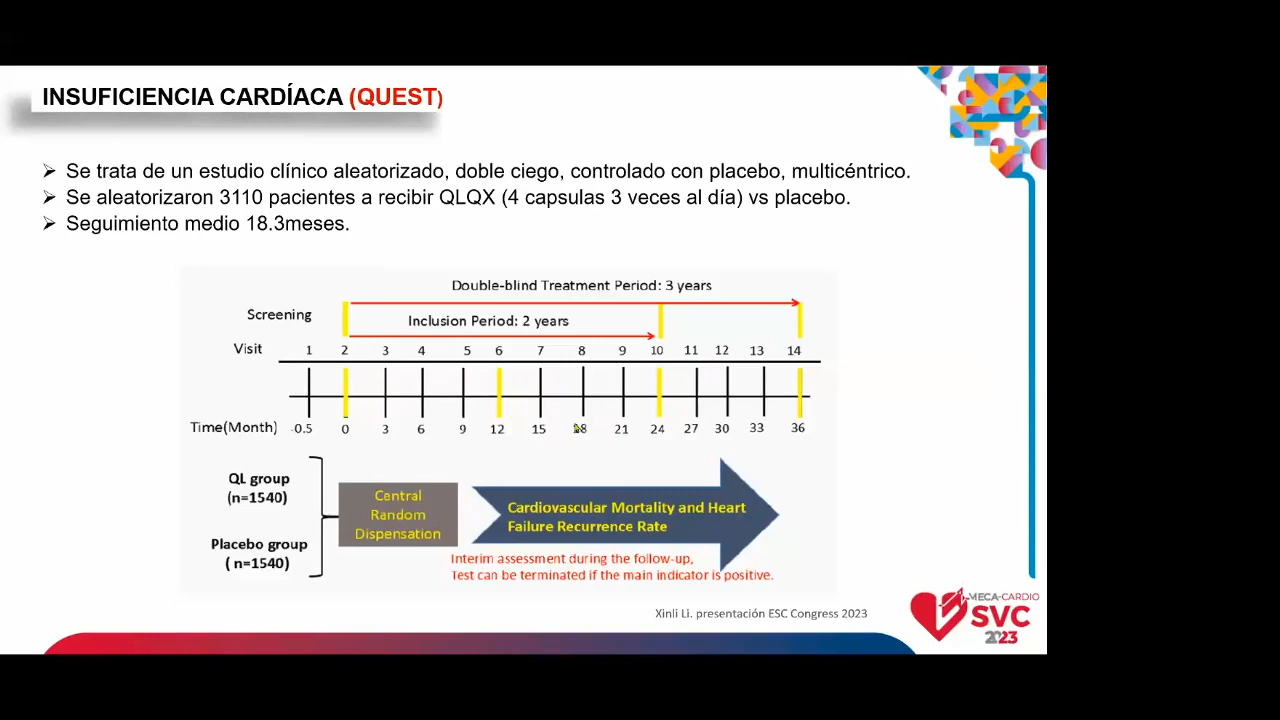 INSUFICIENCIA CARDÍACA (QUEST)
Se trata de un estudio clínico aleatorizado, doble ciego, controlado con placebo, multicéntrico.
Se aleatorizaron 3110 pacientes a recibir QLQX (4 capsulas 3 veces al día) vs placebo.
Seguimiento medio 18.3meses.
Double-blind Treatment Period: 3 years
Screening
Inclusion Period: 2 years
Visit 1 2 3 4 5 6 7 8 9 10 11 12 13 14
Time(Month) -0.5 0 3 6 9 12 15 18 21 24 27 30 33 36
QL group
(n=1540)
Placebo group
( n=1540)
Central
Random
Dispensation
Cardiovascular Mortality and Heart
Failure Recurrence Rate
Interim assessment during the follow-up,
Test can be terminated if the main indicator is positive.
Xinli Li. presentación ESC Congress 2023
MECA-CARDIO
SVC
2023